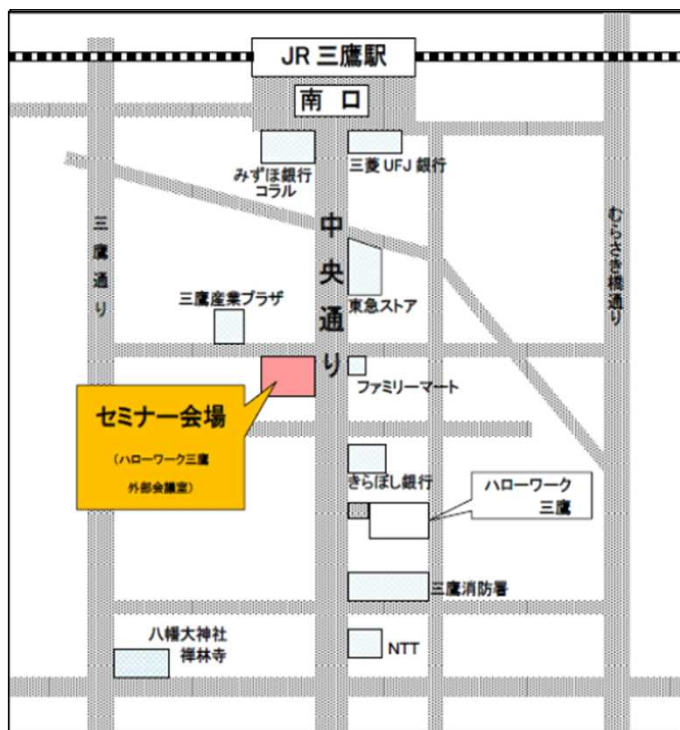 JR 三鷹駅
南 口
みずほ銀行
コラル
三菱 UFJ 銀行
三鷹通り
中央通り
むらさき橋通り
三鷹産業プラザ
東急ストア
ファミリーマート
セミナー会場
(ハローワーク三鷹
外部会議室)
きらぼし銀行
ハローワーク
三鷹
三鷹消防署
八幡大神社
禅林寺
NTT